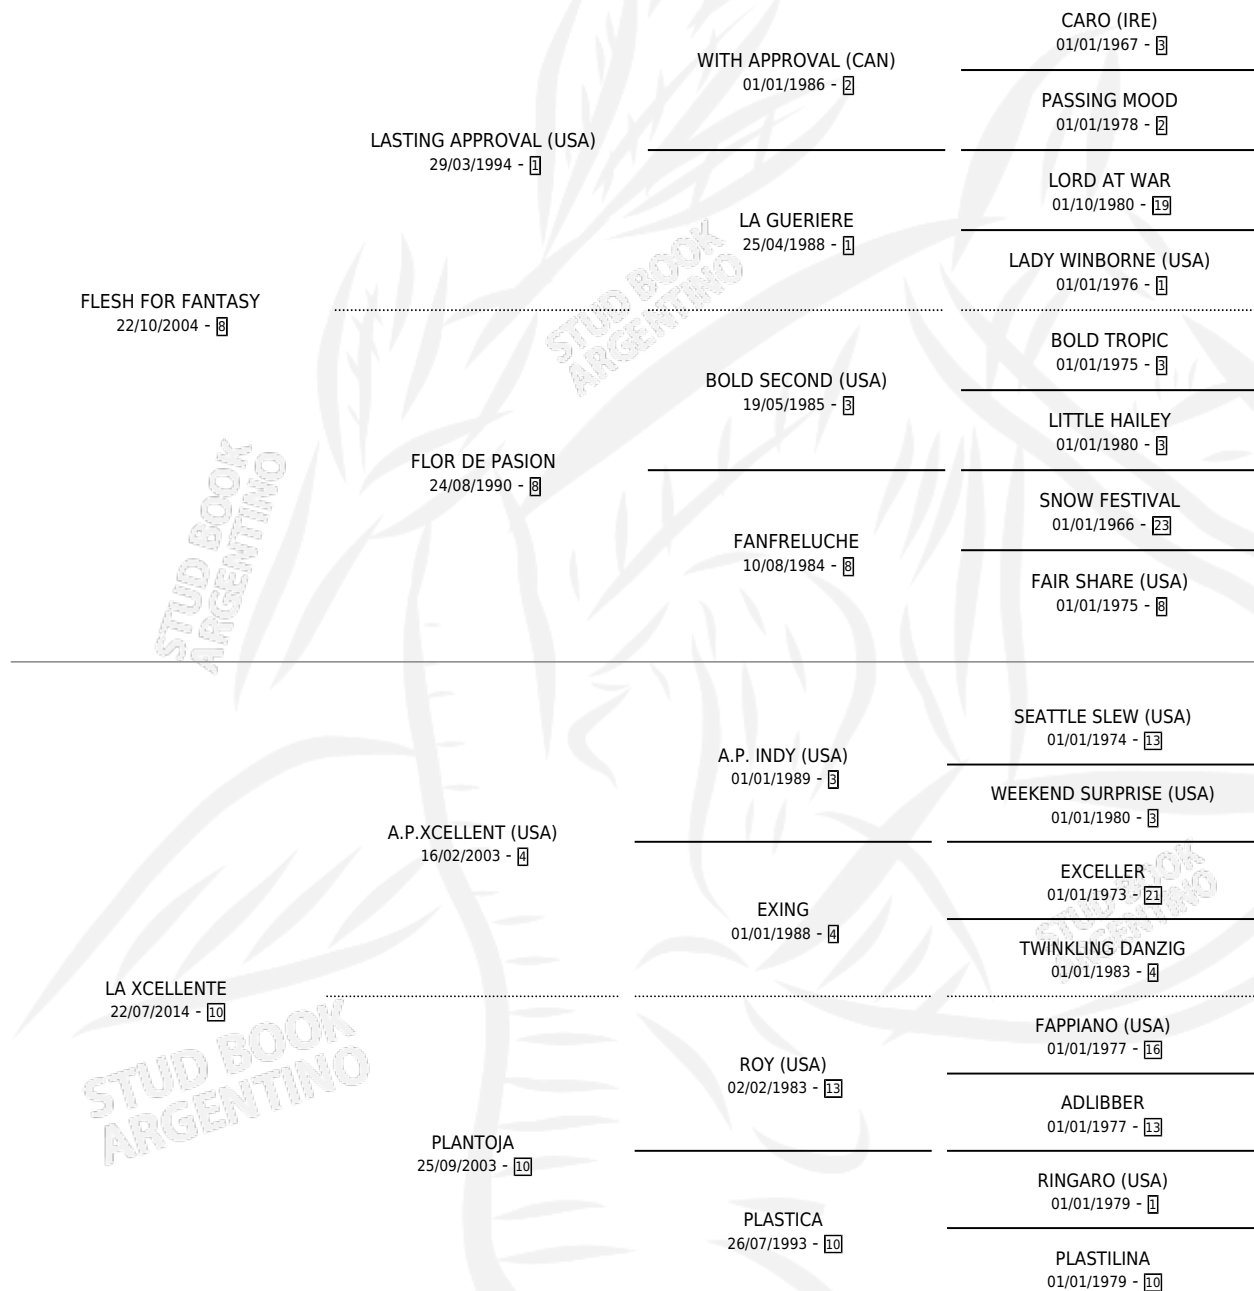 CARO (IRE)
01/01/1967 - 3
WITH APPROVAL (CAN)
01/01/1986 - 2
PASSING MOOD
01/01/1978 - 2
LASTING APPROVAL (USA)
29/03/1994 - 1
LORD AT WAR
01/10/1980 - 19
LA GUERIERE
25/04/1988 - 1
LADY WINBORNE (USA)
01/01/1976 - 1
FLESH FOR FANTASY
22/10/2004 - 8
BOLD TROPIC
01/01/1975 - 3
BOLD SECOND (USA)
19/05/1985 - 3
LITTLE HAILEY
01/01/1980 - 3
FLOR DE PASION
24/08/1990 - 8
SNOW FESTIVAL
01/01/1966 - 23
FANFRELUCHE
10/08/1984 - 8
FAIR SHARE (USA)
01/01/1975 - 8
STUD BOOK
ARGENTINO
STUD BOOK
ARGENTINO
SEATTLE SLEW (USA)
01/01/1974 - 13
A.P. INDY (USA)
01/01/1989 - 3
WEEKEND SURPRISE (USA)
01/01/1980 - 3
A.P.XCELLENT (USA)
16/02/2003 - 4
EXCELLER
01/01/1973 - 21
EXING
01/01/1988 - 4
TWINKLING DANZIG
01/01/1983 - 4
LA XCELLENTE
22/07/2014 - 10
FAPPIANO (USA)
01/01/1977 - 16
ROY (USA)
02/02/1983 - 13
ADLIBBER
01/01/1977 - 13
PLANTOJA
25/09/2003 - 10
RINGARO (USA)
01/01/1979 - 1
PLASTICA
26/07/1993 - 10
PLASTILINA
01/01/1979 - 10
STUD BOOK
ARGENTINO
STUD BOOK
ARGENTINO